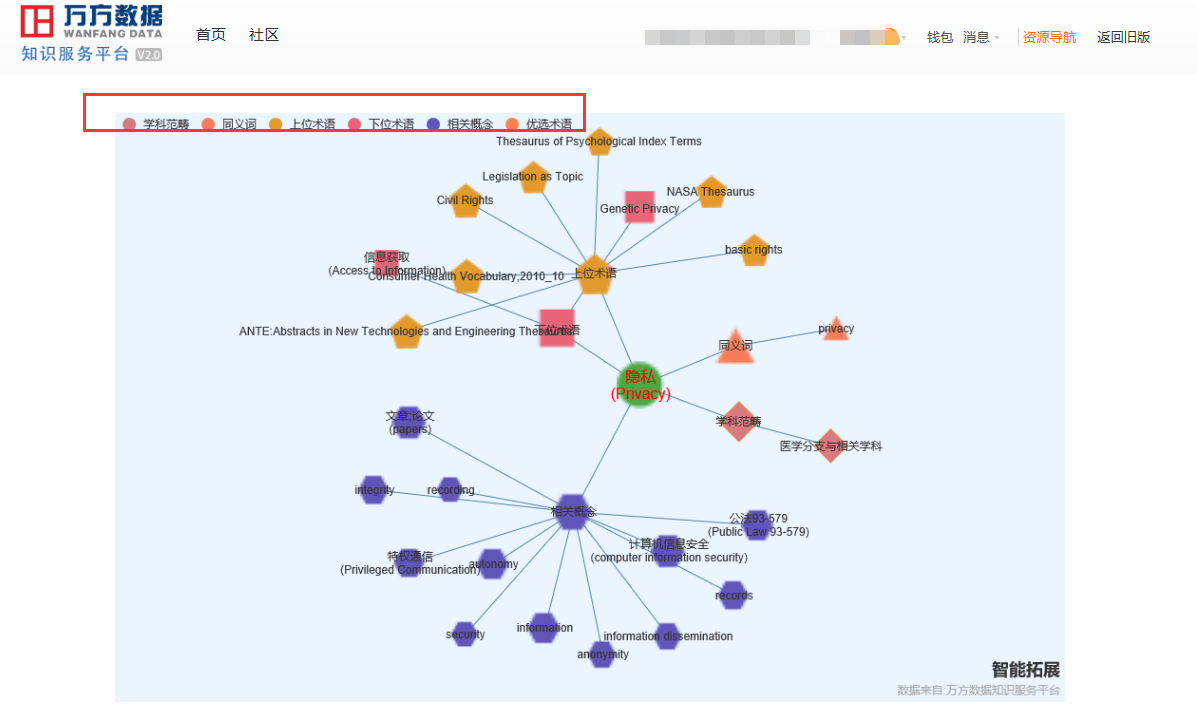 万方数据
WANFANG DATA
知识服务平台 V2.0
首页 社区
钱包 消息 资源导航 返回旧版
学科范畴 同义词 上位术语 下位术语 相关概念 优选术语
Thesaurus of Psychological Index Terms
Legislation as Topic
NASA Thesaurus
Civil Rights
Genetic Privacy
basic rights
信息获取
(Access to Information)
Consumer Health Vocabulary,2010_10
上位术语
ANTE:Abstracts in New Technologies and Engineering Thesaurus
下位术语
privacy
同义词
隐私
(Privacy)
学科范畴
医学分支与相关学科
文章;论文
(papers)
integrity
recording
相关概念
公法93-579
(Public Law 93-579)
计算机信息安全
(computer information security)
特权通信
(Privileged Communication)
autonomy
records
security
information
information dissemination
anonymity
智能拓展
数据来自:万方数据知识服务平台